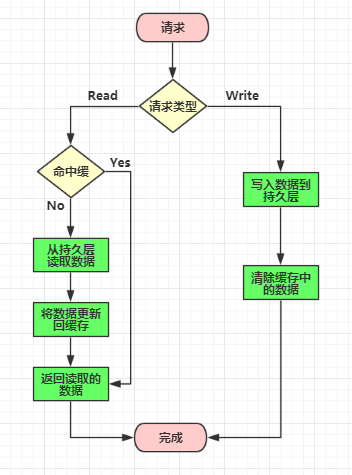 请求
请求类型
Read
Write
命中缓
Yes
No
写入数据到
持久层
从持久层
读取数据
清除缓存中
的数据
将数据更新
回缓存
返回读取的
数据
完成